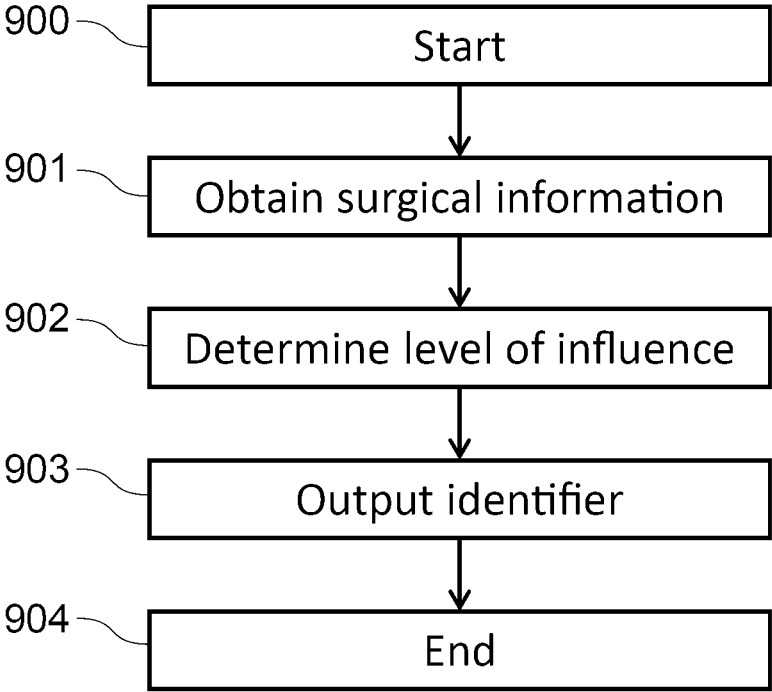 900
Start
901
Obtain surgical information
902
Determine level of influence
903
Output identifier
904
End